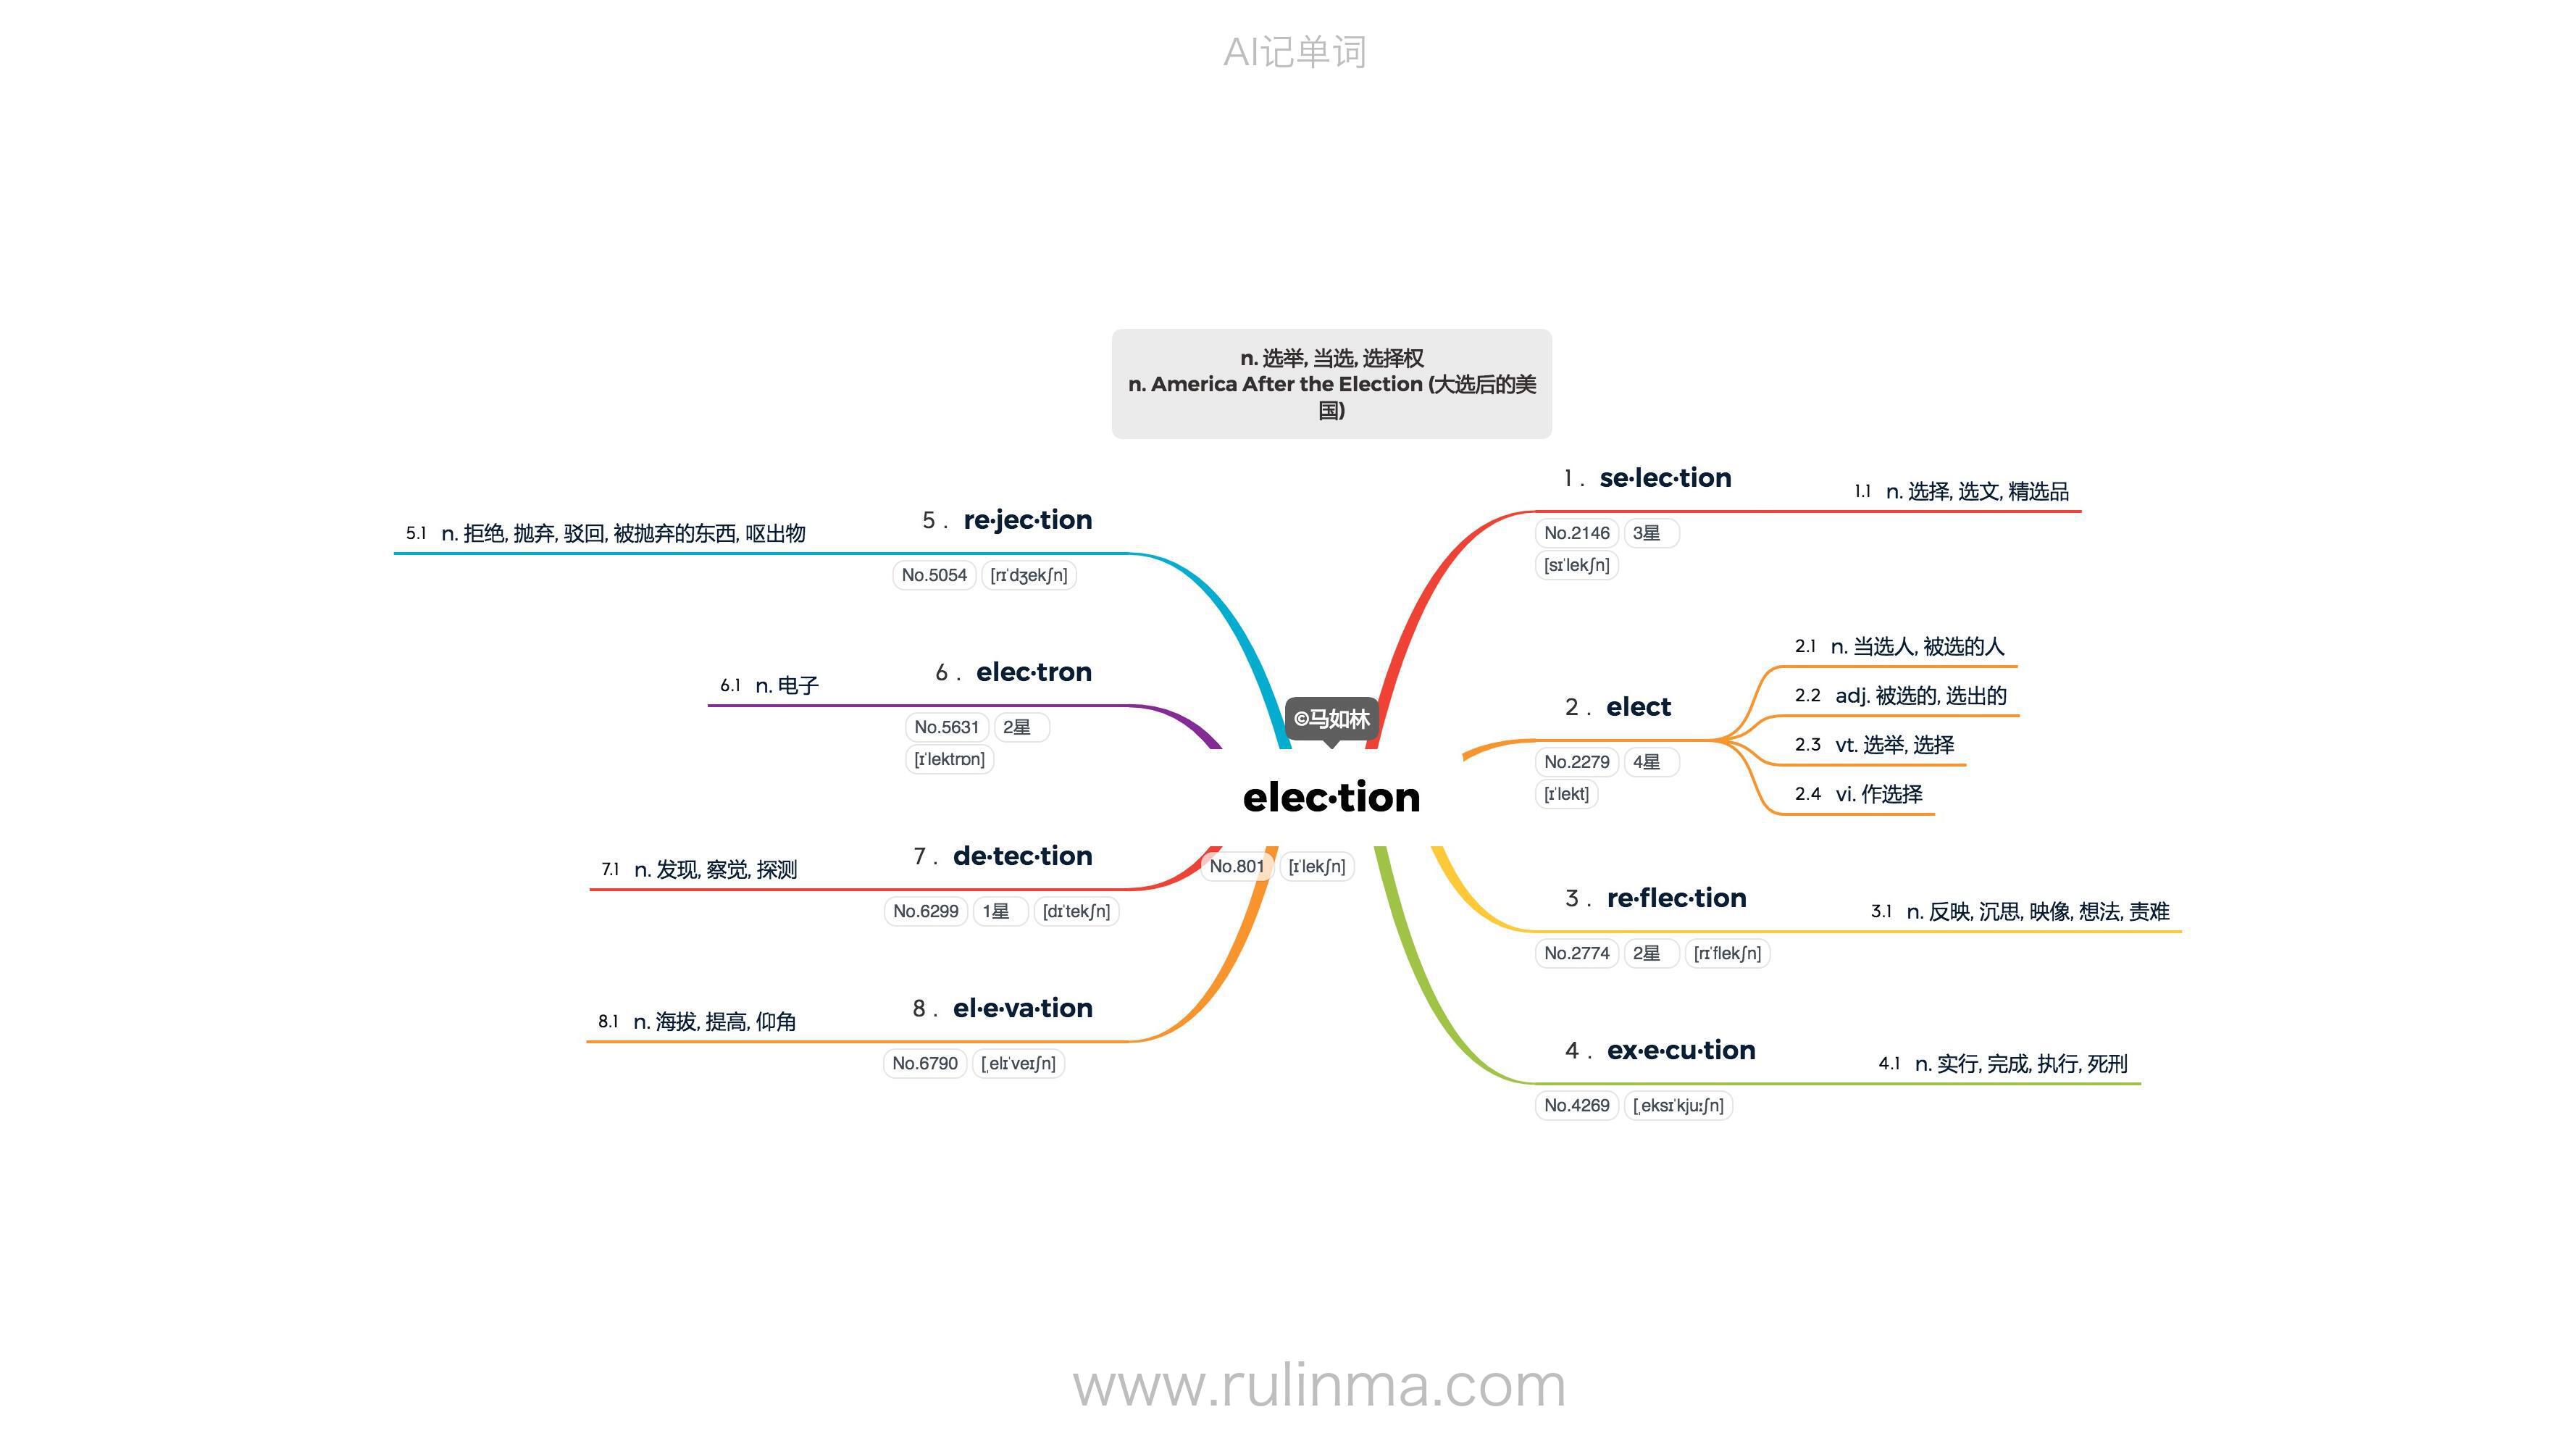 AI记单词
n. 选举, 当选, 选择权
n. America After the Election (大选后的美
国)
©马如林
elec·tion
No.801 [ɪˈlekʃn]
1 . se·lec·tion
No.2146 3星
[sɪˈlekʃn]
1.1 n. 选择, 选文, 精选品
2 . elect
No.2279 4星
[ɪˈlekt]
2.1 n. 当选人, 被选的人
2.2 adj. 被选的, 选出的
2.3 vt. 选举, 选择
2.4 vi. 作选择
3 . re·flec·tion
No.2774 2星 [rɪˈflekʃn]
3.1 n. 反映, 沉思, 映像, 想法, 责难
4 . ex·e·cu·tion
No.4269 [ˌeksɪˈkjuːʃn]
4.1 n. 实行, 完成, 执行, 死刑
5 . re·jec·tion
No.5054 [rɪˈdʒekʃn]
5.1 n. 拒绝, 抛弃, 驳回, 被抛弃的东西, 呕出物
6 . elec·tron
No.5631 2星
[ɪˈlektrɒn]
6.1 n. 电子
7 . de·tec·tion
No.6299 1星 [dɪˈtekʃn]
7.1 n. 发现, 察觉, 探测
8 . el·e·va·tion
No.6790 [ˌelɪˈveɪʃn]
8.1 n. 海拔, 提高, 仰角
www.rulinma.com